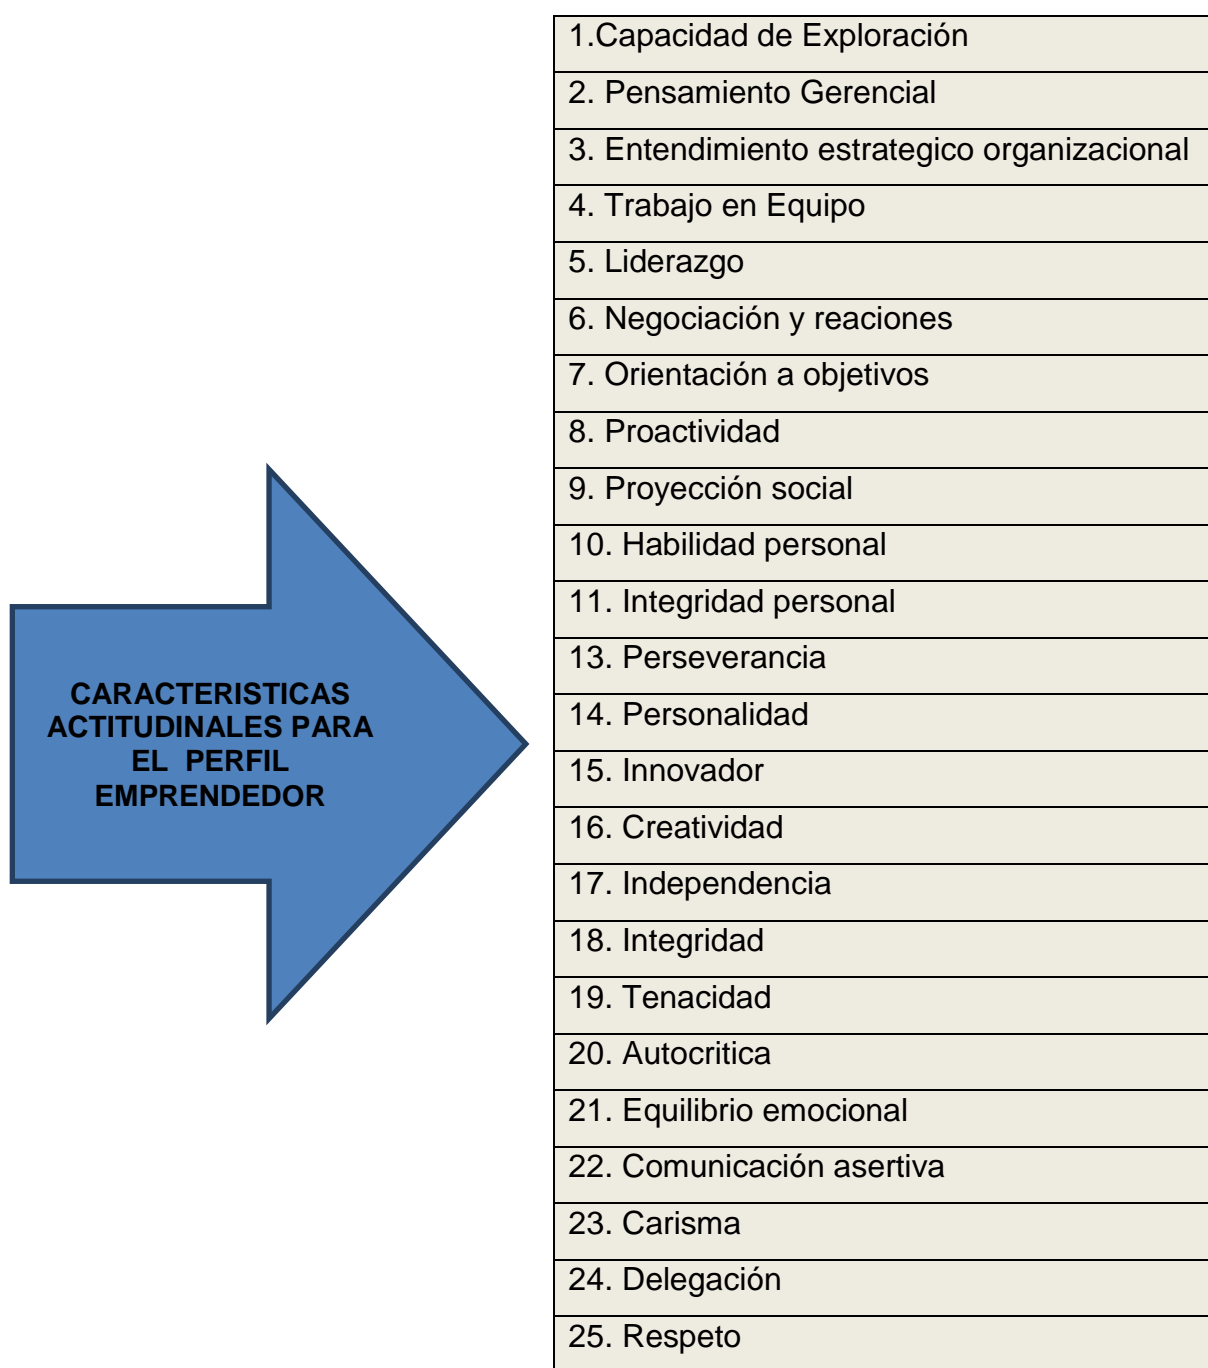 1.Capacidad de Exploración
2. Pensamiento Gerencial
3. Entendimiento estrategico organizacional
4. Trabajo en Equipo
5. Liderazgo
6. Negociación y reaciones
7. Orientación a objetivos
8. Proactividad
9. Proyección social
10. Habilidad personal
11. Integridad personal
13. Perseverancia
14. Personalidad
15. Innovador
16. Creatividad
17. Independencia
18. Integridad
19. Tenacidad
20. Autocritica
21. Equilibrio emocional
22. Comunicación asertiva
23. Carisma
24. Delegación
25. Respeto
CARACTERISTICAS
ACTITUDINALES PARA
EL  PERFIL
EMPRENDEDOR